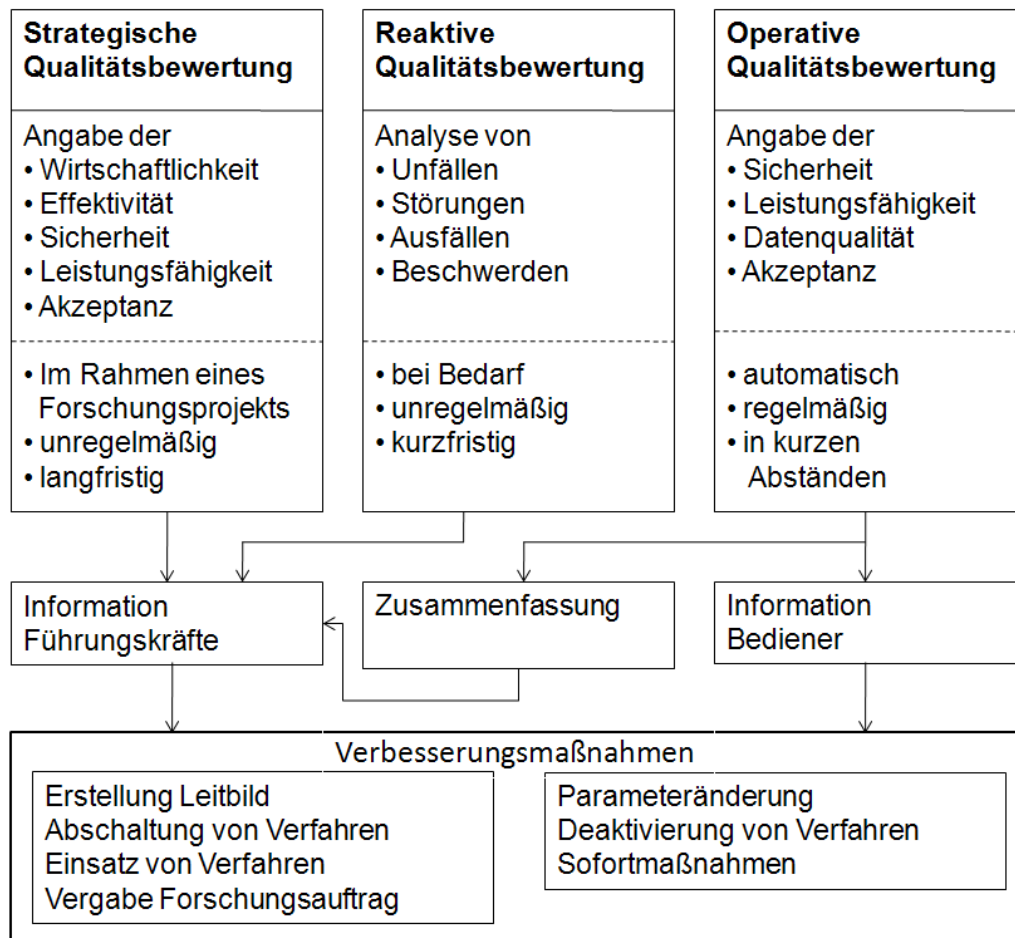 Strategische
Qualitätsbewertung
Angabe der
• Wirtschaftlichkeit
• Effektivität
• Sicherheit
• Leistungsfähigkeit
• Akzeptanz
• Im Rahmen eines
Forschungsprojekts
• unregelmäßig
• langfristig
Reaktive
Qualitätsbewertung
Analyse von
• Unfällen
• Störungen
• Ausfällen
• Beschwerden
• bei Bedarf
• unregelmäßig
• kurzfristig
Operative
Qualitätsbewertung
Angabe der
• Sicherheit
• Leistungsfähigkeit
• Datenqualität
• Akzeptanz
• automatisch
• regelmäßig
• in kurzen
Abständen
Information
Führungskräfte
Zusammenfassung
Information
Bediener
Verbesserungsmaßnahmen
Erstellung Leitbild
Abschaltung von Verfahren
Einsatz von Verfahren
Vergabe Forschungsauftrag
Parameteränderung
Deaktivierung von Verfahren
Sofortmaßnahmen